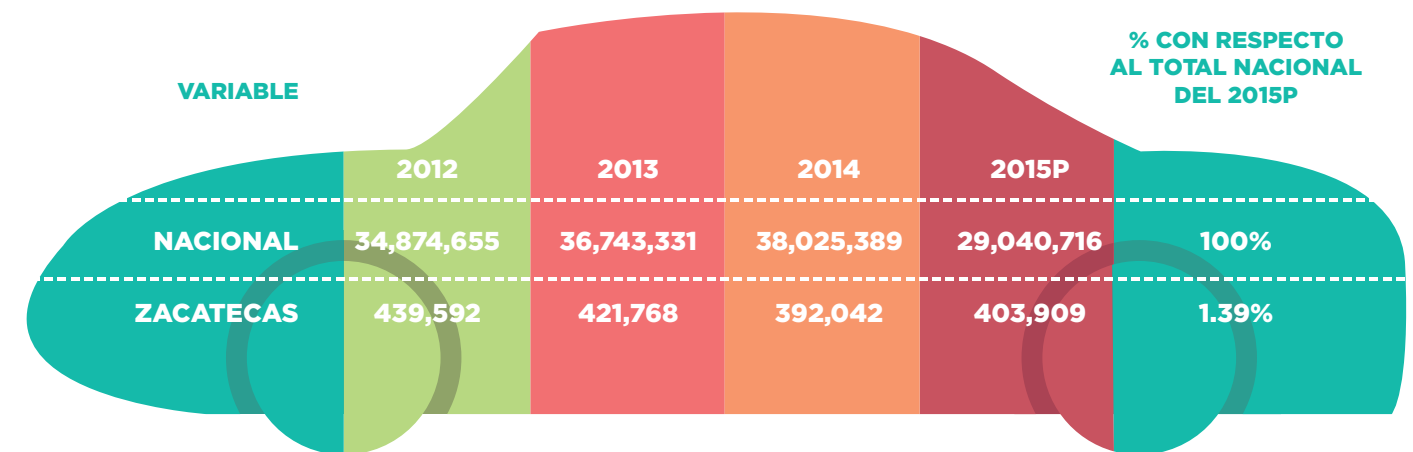 VARIABLE
% CON RESPECTO
AL TOTAL NACIONAL
DEL 2015P
2012 2013 2014 2015P
NACIONAL 34,874,655 36,743,331 38,025,389 29,040,716 100%
ZACATECAS 439,592 421,768 392,042 403,909 1.39%